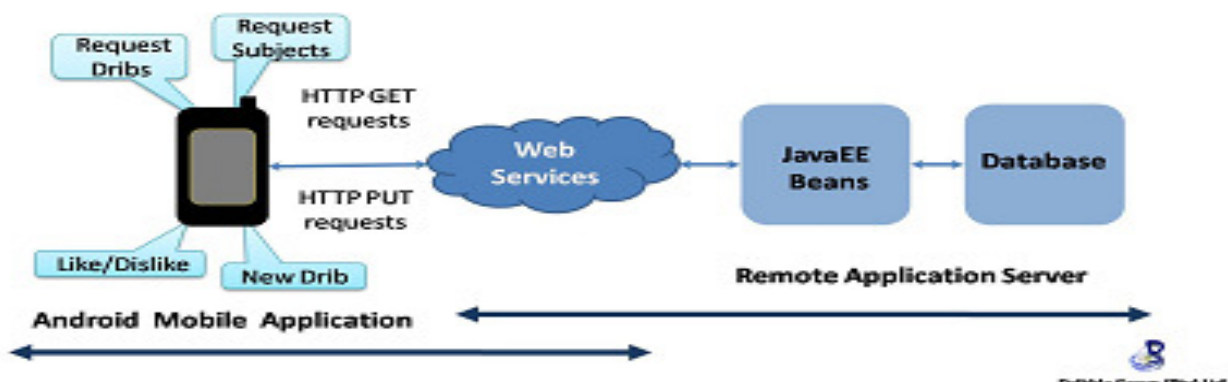 Request
Dribs
Request
Subjects
HTTP GET
requests
HTTP PUT
requests
Like/Dislike
New Drib
Web
Services
JavaEE
Beans
Database
Remote Application Server
Android Mobile Application